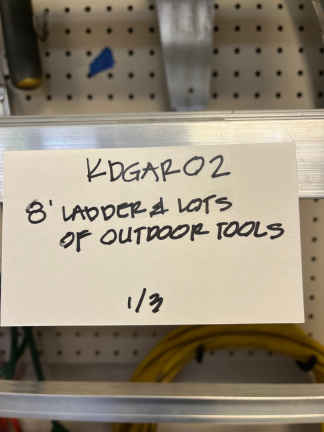 KDGAR02
8' LADDER & LOTS
OF OUTDOOR TOOLS
1/3